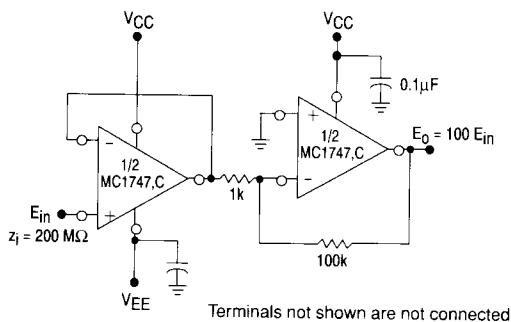 VCC
VCC
0.1µF
1/2
MC1747,C
1/2
MC1747,C
Eo = 100 Ein
1k
Ein
zi = 200 MΩ
100k
VEE
Terminals not shown are not connected